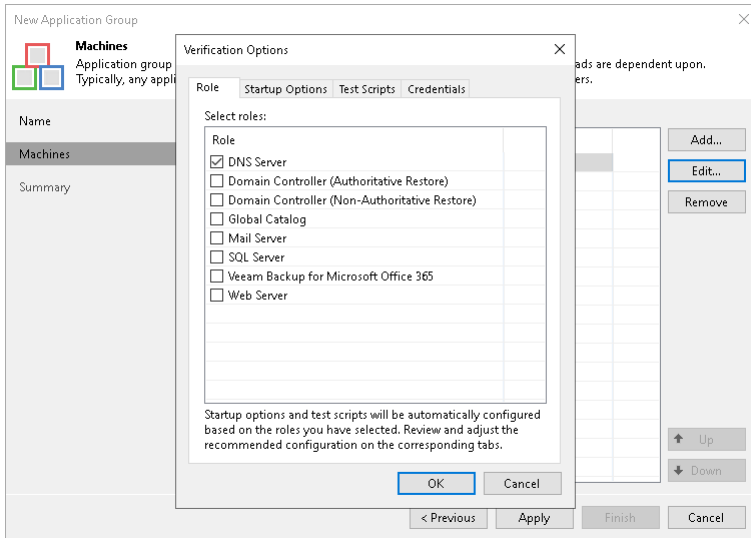 New Application Group
Machines
Application group
Typically, any appli
ads are dependent upon.
ers.
Name
Machines
Summary
Verification Options
Role
Startup Options
Test Scripts
Credentials
Select roles:
Role
DNS Server
Domain Controller (Authoritative Restore)
Domain Controller (Non-Authoritative Restore)
Global Catalog
Mail Server
SQL Server
Veeam Backup for Microsoft Office 365
Web Server
Startup options and test scripts will be automatically configured
based on the roles you have selected. Review and adjust the
recommended configuration on the corresponding tabs.
OK
Cancel
Add...
Edit...
Remove
Up
Down
< Previous
Apply
Finish
Cancel